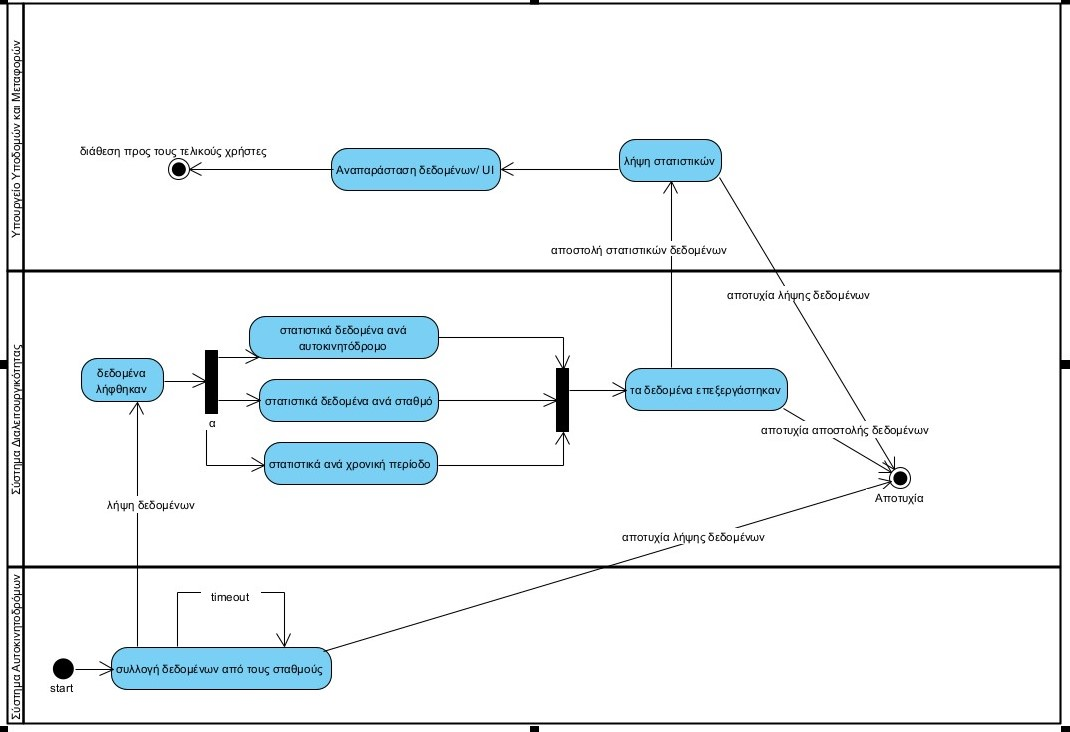 Υπουργείο Υποδομών και Μεταφορών
διάθεση προς τους τελικούς χρήστες
Αναπαράσταση δεδομένων/ UI
λήψη στατιστικών
αποστολή στατιστικών δεδομένων
αποτυχία λήψης δεδομένων
Σύστημα Διαλειτουργικότητας
δεδομένα
λήφθηκαν
α
στατιστικά δεδομένα ανά
αυτοκινητόδρομο
στατιστικά δεδομένα ανά σταθμό
στατιστικά ανά χρονική περίοδο
τα δεδομένα επεξεργάστηκαν
αποτυχία αποστολής δεδομένων
Αποτυχία
λήψη δεδομένων
αποτυχία λήψης δεδομένων
Σύστημα Αυτοκινητοδρόμων
timeout
συλλογή δεδομένων από τους σταθμούς
start